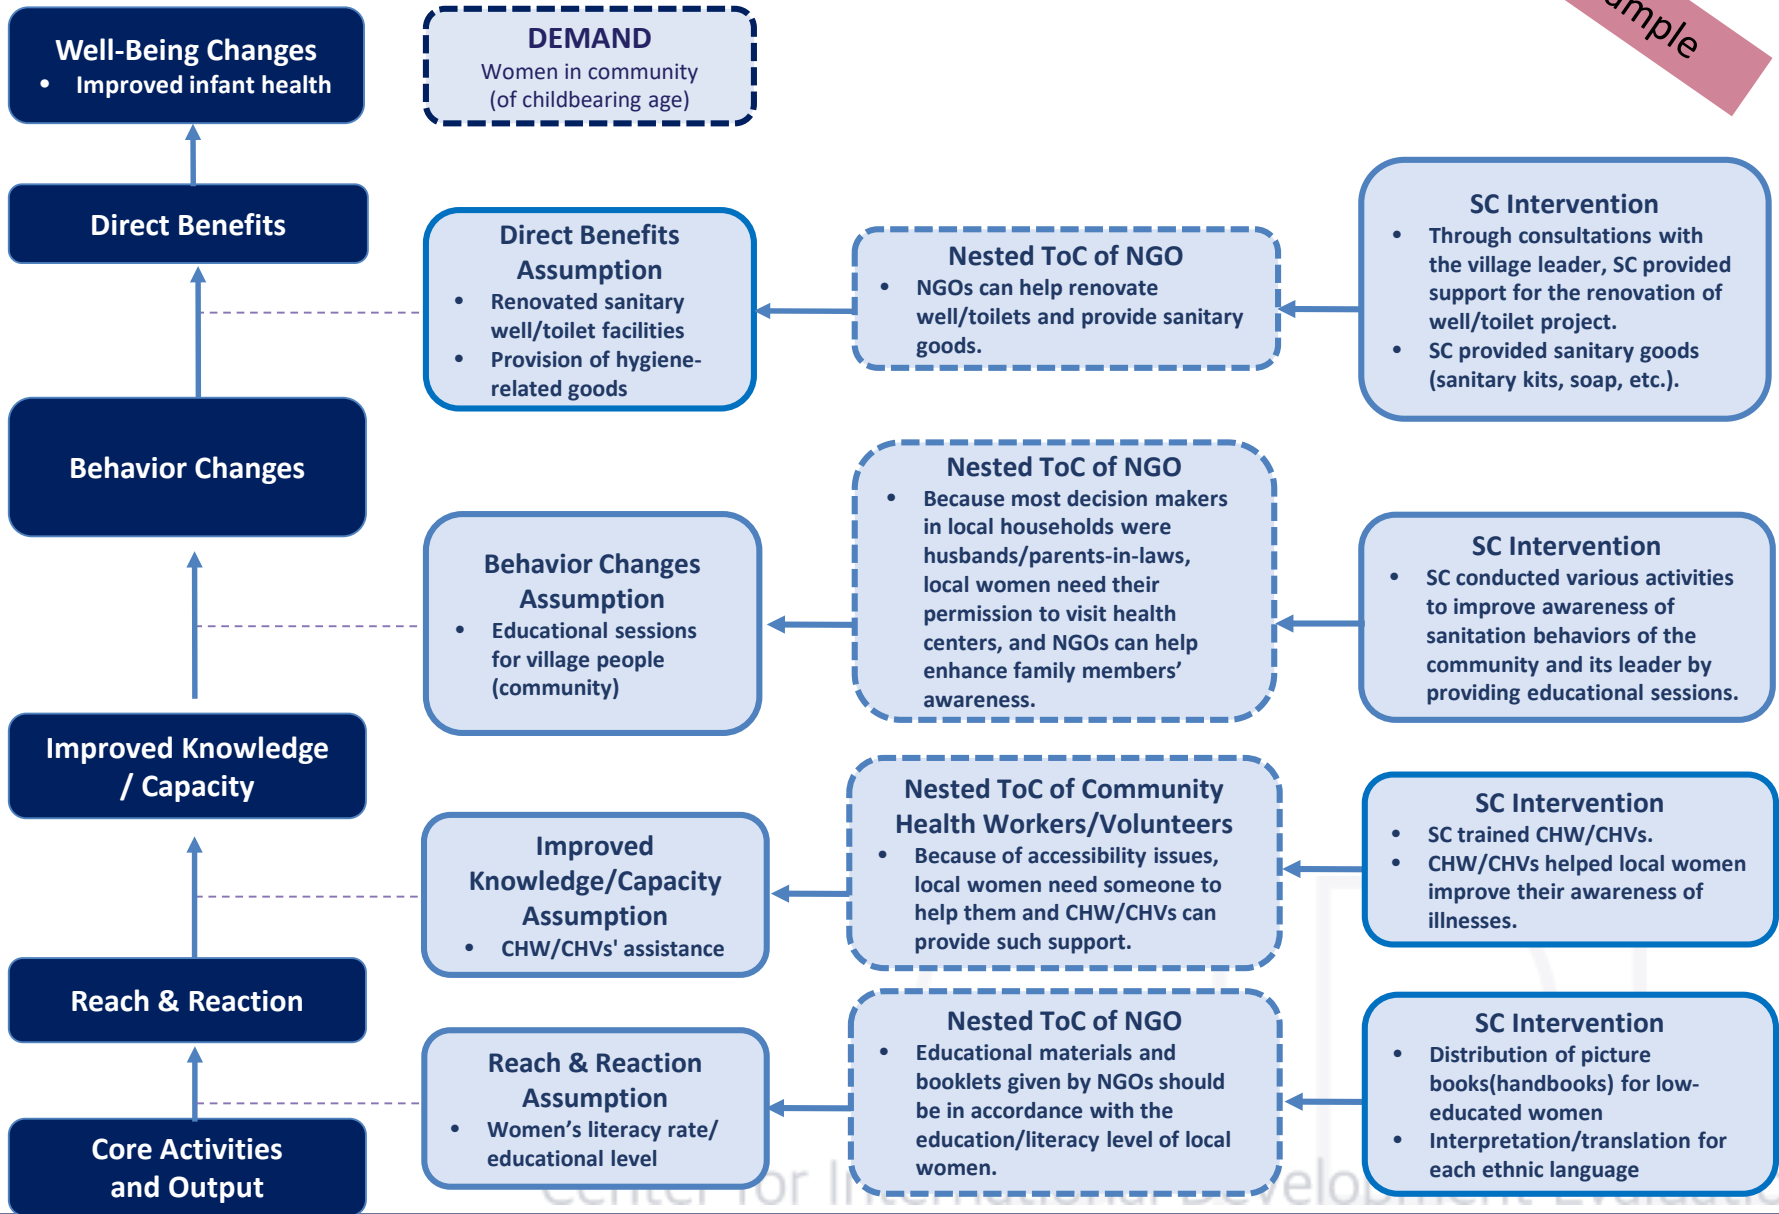 Well-Being Changes
• Improved infant health
DEMAND
Women in community
(of childbearing age)
Direct Benefits
Direct Benefits
Assumption
• Renovated sanitary
well/toilet facilities
• Provision of hygiene-
related goods
Nested ToC of NGO
• NGOs can help renovate
well/toilets and provide sanitary
goods.
SC Intervention
• Through consultations with
the village leader, SC provided
support for the renovation of
well/toilet project.
• SC provided sanitary goods
(sanitary kits, soap, etc.).
Behavior Changes
Behavior Changes
Assumption
• Educational sessions
for village people
(community)
Nested ToC of NGO
• Because most decision makers
in local households were
husbands/parents-in-laws,
local women need their
permission to visit health
centers, and NGOs can help
enhance family members’
awareness.
SC Intervention
• SC conducted various activities
to improve awareness of
sanitation behaviors of the
community and its leader by
providing educational sessions.
Improved Knowledge
/ Capacity
Improved
Knowledge/Capacity
Assumption
• CHW/CHVs' assistance
Nested ToC of Community
Health Workers/Volunteers
• Because of accessibility issues,
local women need someone to
help them and CHW/CHVs can
provide such support.
SC Intervention
• SC trained CHW/CHVs.
• CHW/CHVs helped local women
improve their awareness of
illnesses.
Reach & Reaction
Reach & Reaction
Assumption
• Women’s literacy rate/
educational level
Nested ToC of NGO
• Educational materials and
booklets given by NGOs should
be in accordance with the
education/literacy level of local
women.
SC Intervention
• Distribution of picture
books(handbooks) for low-
educated women
• Interpretation/translation for
each ethnic language
Core Activities
and Output
Center for International Development